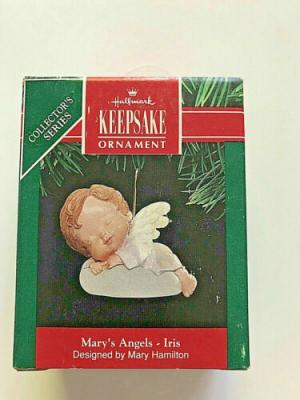 COLLECTOR'S
SERIES
Hallmark
KEEPSAKE
ORNAMENT
Mary's Angels - Iris
Designed by Mary Hamilton